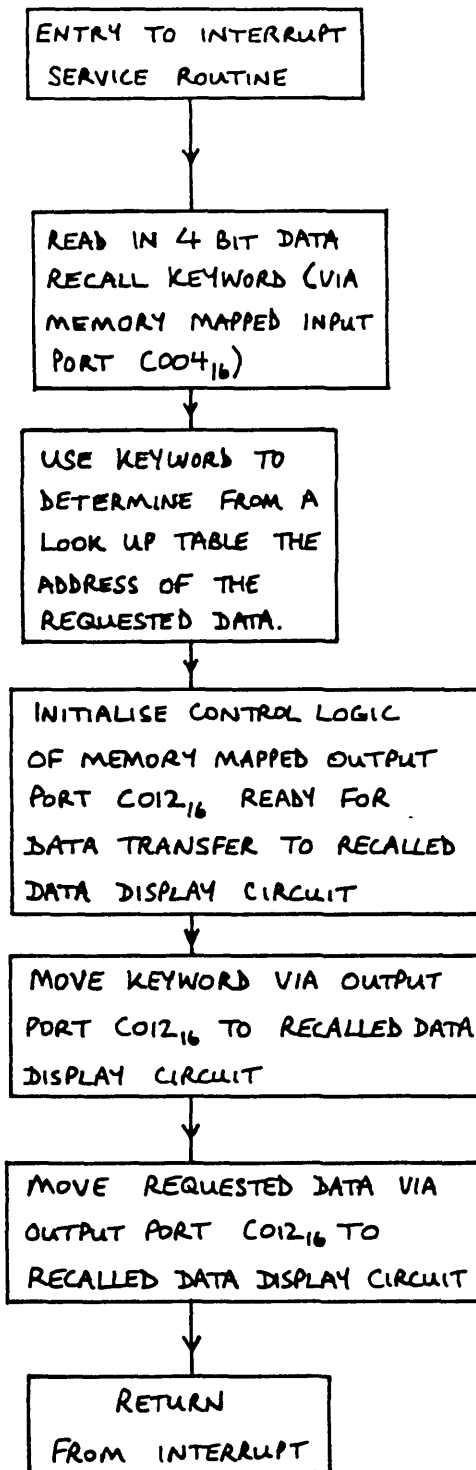 ENTRY TO INTERRUPT
SERVICE ROUTINE
READ IN 4 BIT DATA
RECALL KEYWORD (VIA
MEMORY MAPPED INPUT
PORT C004₁₆)
USE KEYWORD TO
DETERMINE FROM A
LOOK UP TABLE THE
ADDRESS OF THE
REQUESTED DATA.
INITIALISE CONTROL LOGIC
OF MEMORY MAPPED OUTPUT
PORT C012₁₆ READY FOR
DATA TRANSFER TO RECALLED
DATA DISPLAY CIRCUIT
MOVE KEYWORD VIA OUTPUT
PORT C012₁₆ TO RECALLED DATA
DISPLAY CIRCUIT
MOVE REQUESTED DATA VIA
OUTPUT PORT C012₁₆ TO
RECALLED DATA DISPLAY CIRCUIT
RETURN
FROM INTERRUPT